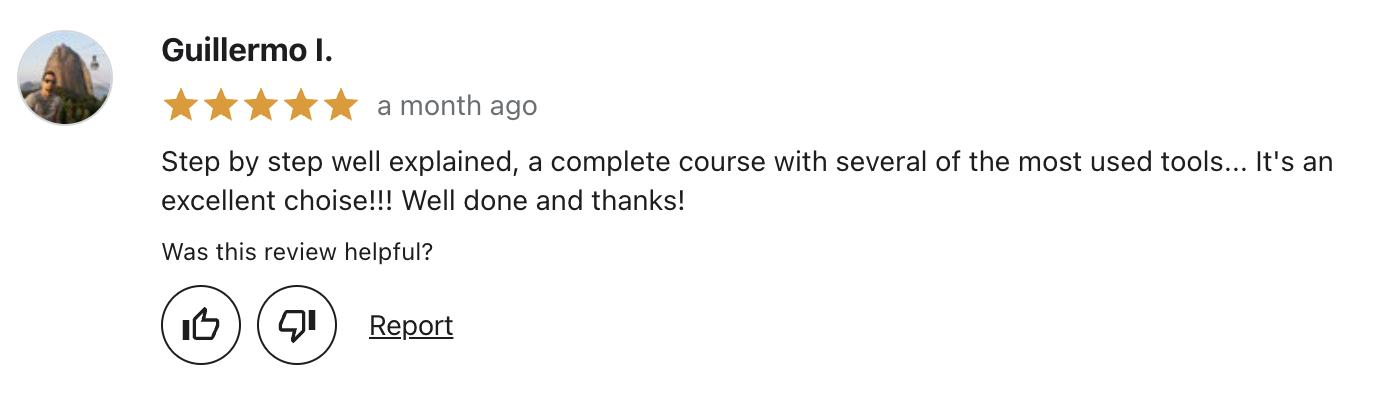 Guillermo I.
a month ago
Step by step well explained, a complete course with several of the most used tools... It's an
excellent choise!!! Well done and thanks!
Was this review helpful?
Report